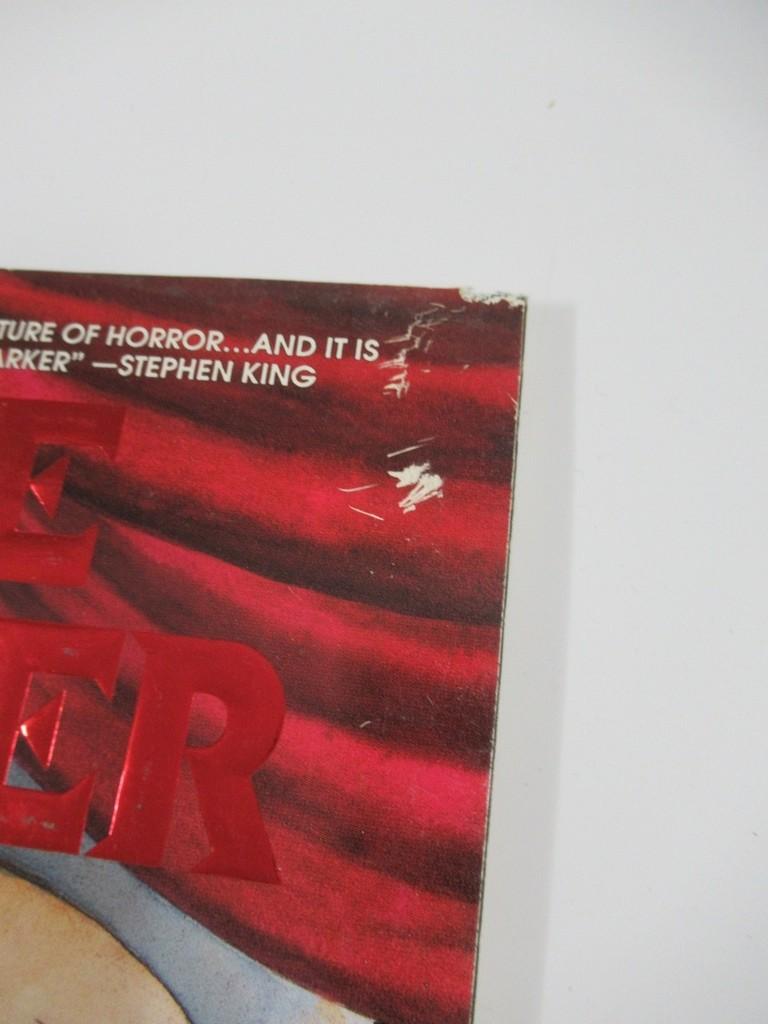 TURE OF HORROR...AND IT IS
ARKER” —STEPHEN KING
E
ER